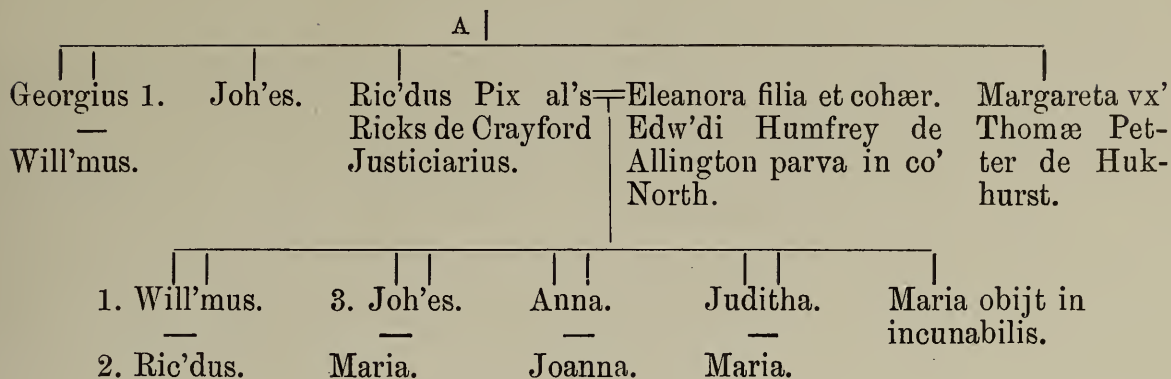 A
Georgius 1.
Will'mus.
Joh'es.
Ric'dus Pix al's
Ricks de Crayford
Justiciarius.
Eleanora filia et cohær.
Edw'di Humfrey de
Allington parva in co'
North.
Margareta vx'
Thomæ Pet-
ter de Huk-
hurst.
1. Will'mus.
2. Ric'dus.
3. Joh'es.
Maria.
Anna.
Joanna.
Juditha.
Maria.
Maria obijt in
incunabilis.